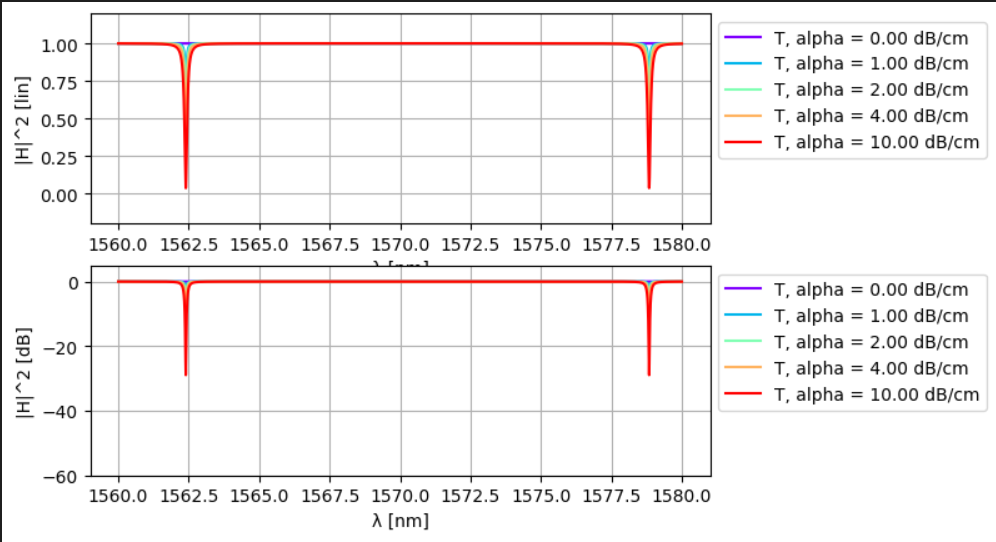 1.00
0.75
0.50
0.25
0.00
|H|^2 [lin]
1560.0 1562.5 1565.0 1567.5 1570.0 1572.5 1575.0 1577.5 1580.0
λ [nm]
T, alpha = 0.00 dB/cm
T, alpha = 1.00 dB/cm
T, alpha = 2.00 dB/cm
T, alpha = 4.00 dB/cm
T, alpha = 10.00 dB/cm
0
−20
−40
−60
|H|^2 [dB]
1560.0 1562.5 1565.0 1567.5 1570.0 1572.5 1575.0 1577.5 1580.0
λ [nm]
T, alpha = 0.00 dB/cm
T, alpha = 1.00 dB/cm
T, alpha = 2.00 dB/cm
T, alpha = 4.00 dB/cm
T, alpha = 10.00 dB/cm